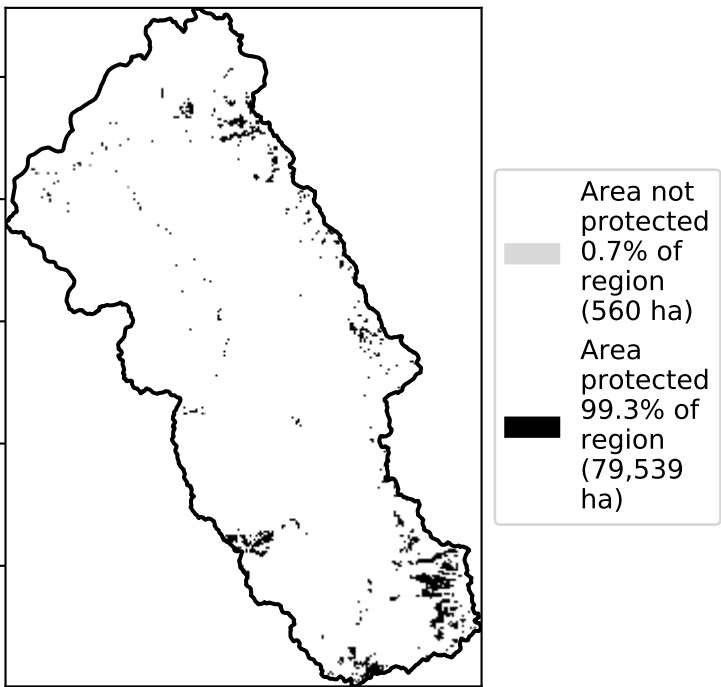 Area not
protected
0.7% of
region
(560 ha)
Area
protected
99.3% of
region
(79,539
ha)